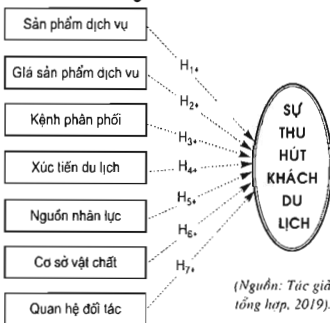 Sản phẩm dịch vụ
Giá sản phẩm dịch vụ
Kênh phân phối
Xúc tiến du lịch
Nguồn nhân lực
Cơ sở vật chất
Quan hệ đối tác
H1+
H2+
H3+
H4+
H5+
H6+
H7+
SỰ
THU
HÚT
KHÁCH
DU
LỊCH
(Nguồn: Tác giả
tổng hợp, 2019).